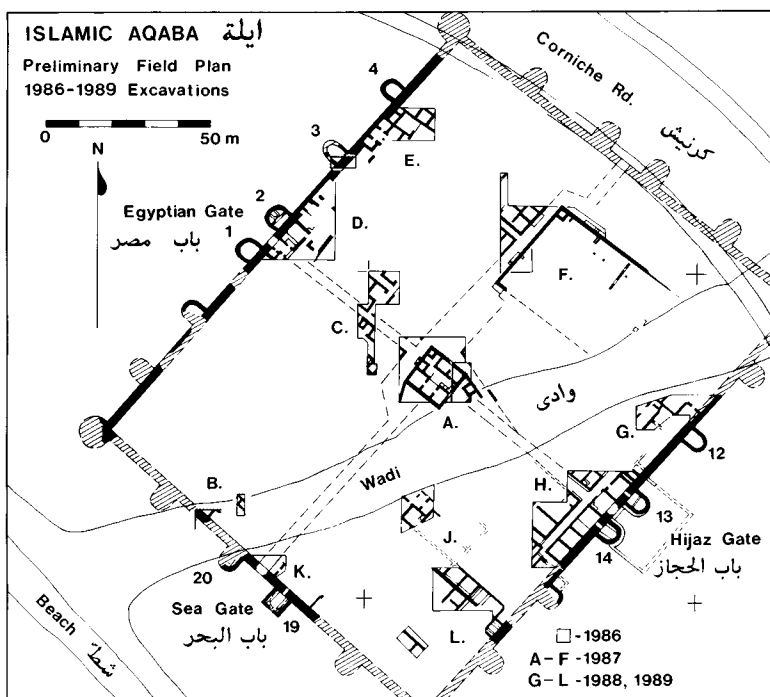 ISLAMIC AQABA ايلة
Preliminary Field Plan
1986-1989 Excavations
0 50 m
N
Corniche Rd.
كرنيش
4
3
E.
2
Egyptian Gate
باب مصر
1
D.
F.
C.
A.
وادى
Wadi
G.
12
B.
H.
J.
13
14
Hijaz Gate
باب الحجاز
20
K.
Sea Gate
باب البحر
19
L.
Beach
شط
□-1986
A-F -1987
G-L -1988, 1989